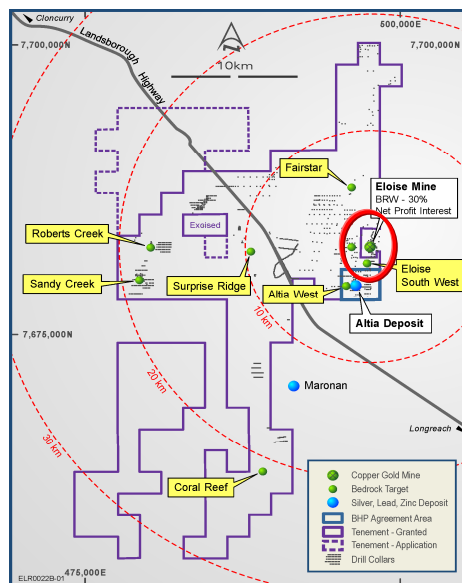 Cloncurry
500,000E
7,700,000N
7,700,000N
Landsborough Highway
10km
Fairstar
Eloise Mine
BRW - 30%
Net Profit Interest
Roberts Creek
Exoised
Sandy Creek
Surprise Ridge
Eloise
South West
Altia West
Altia Deposit
10 km
7,675,000N
20 km
Maronan
30 km
Longreach
Coral Reef
Copper Gold Mine
Bedrock Target
Silver, Lead, Zinc Deposit
BHP Agreement Area
Tenement - Granted
Tenement - Application
Drill Collars
475,000E
ELR0022B-01